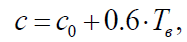 c = c₀ + 0.6 · Tв,